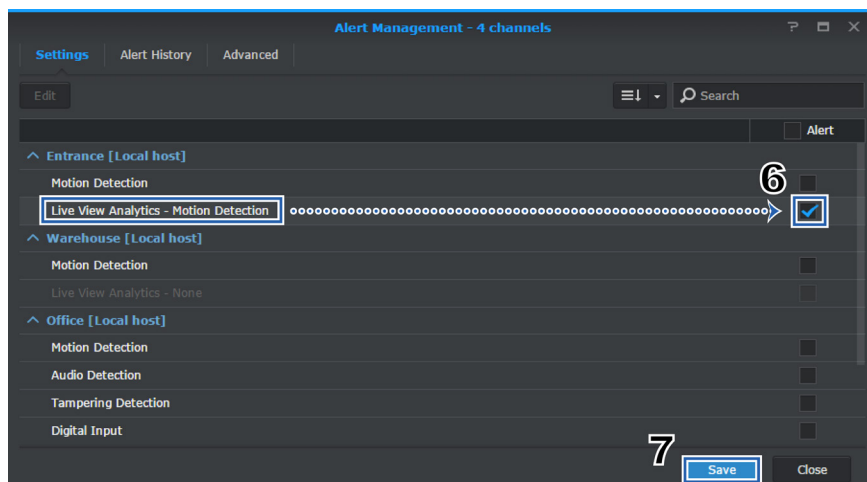 Alert Management - 4 channels
Settings Alert History Advanced
Edit Search
Alert
Entrance [Local host]
Motion Detection
6
Live View Analytics - Motion Detection
Warehouse [Local host]
Motion Detection
Live View Analytics - None
Office [Local host]
Motion Detection
Audio Detection
Tampering Detection
Digital Input
7
Save Close